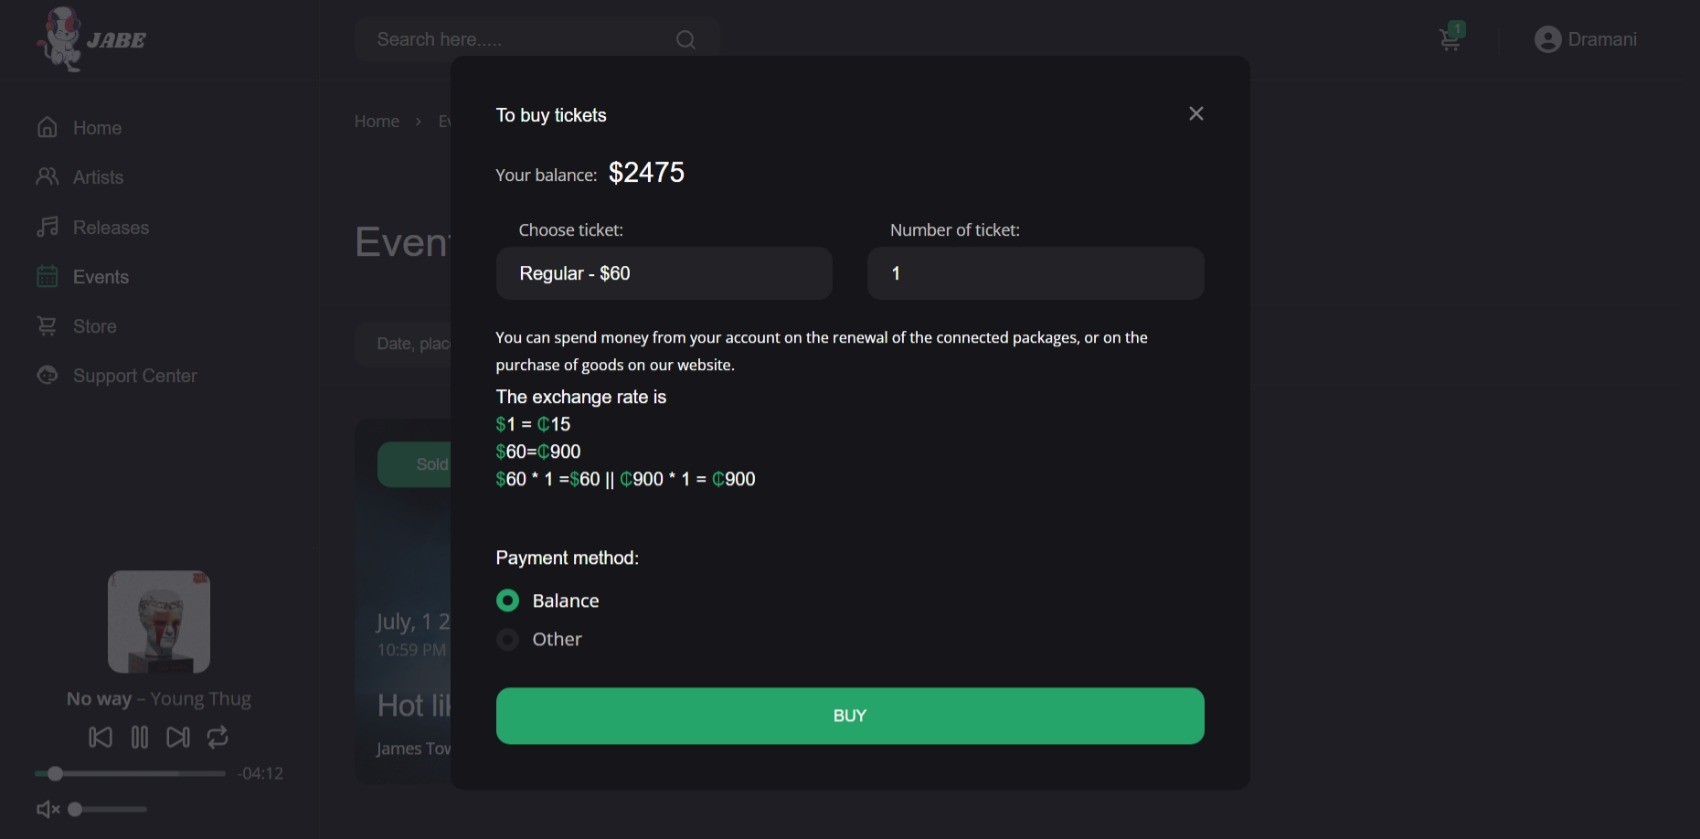 JABE
Search here.....
1
Dramani
Home
Artists
Releases
Events
Store
Support Center
Home >
Even
Date, plac
Sold
July, 1 2
10:59 PM
Hot lik
James Tow
To buy tickets
Your balance: $2475
Choose ticket:
Number of ticket:
Regular - $60
1
You can spend money from your account on the renewal of the connected packages, or on the
purchase of goods on our website.
The exchange rate is
$1 = ₵15
$60=₵900
$60 * 1 =$60 || ₵900 * 1 = ₵900
Payment method:
Balance
Other
BUY
No way – Young Thug
-04:12